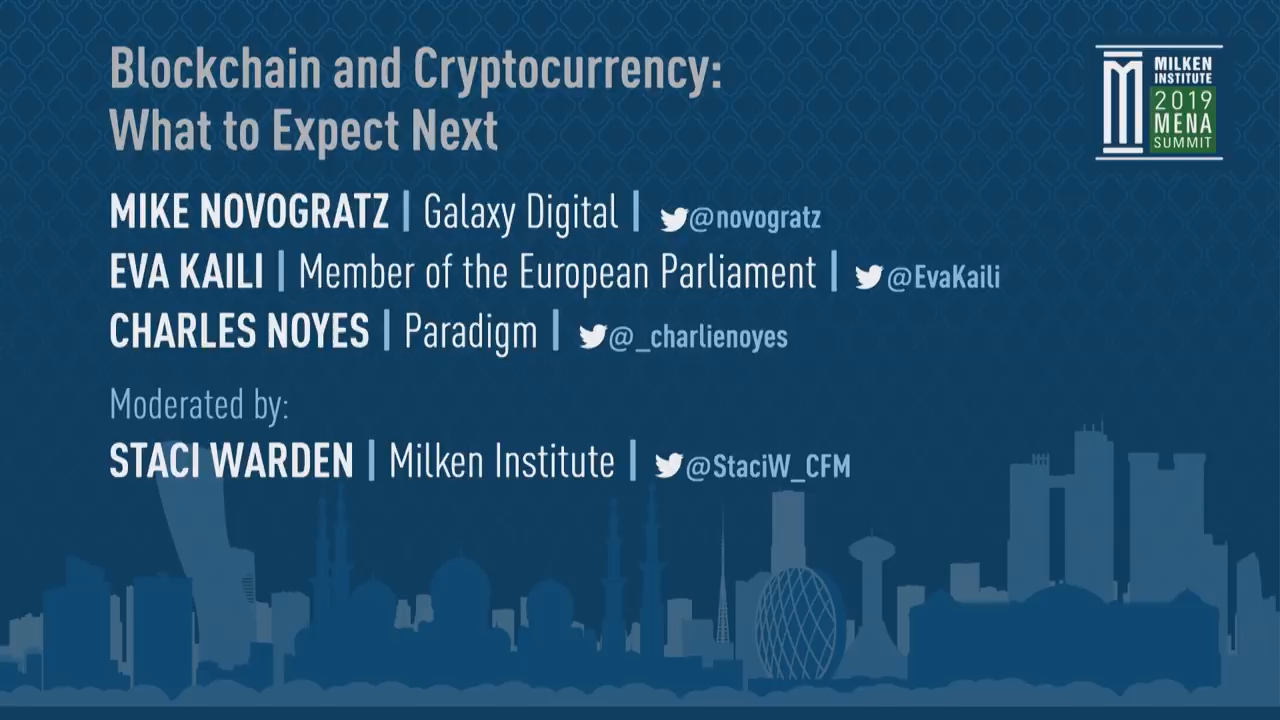 Blockchain and Cryptocurrency:
What to Expect Next
MILKEN
INSTITUTE
2019
MENA
SUMMIT
MIKE NOVOGRATZ | Galaxy Digital | @novogratz
EVA KAILI | Member of the European Parliament | @EvaKaili
CHARLES NOYES | Paradigm | @_charlienoyes
Moderated by:
STACI WARDEN | Milken Institute | @StaciW_CFM